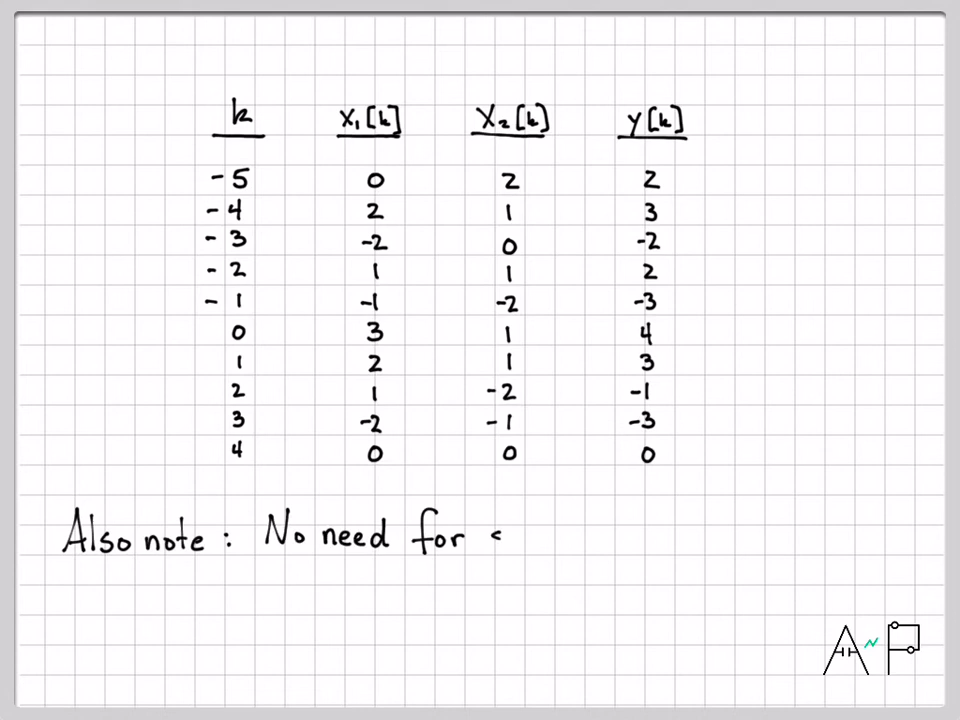 k x₁[k] x₂[k] y[k]
-5 0 2 2
-4 2 1 3
-3 -2 0 -2
-2 1 1 2
-1 -1 -2 -3
0 3 1 4
1 2 1 3
2 1 -2 -1
3 -2 -1 -3
4 0 0 0
Also note: No need for
A P